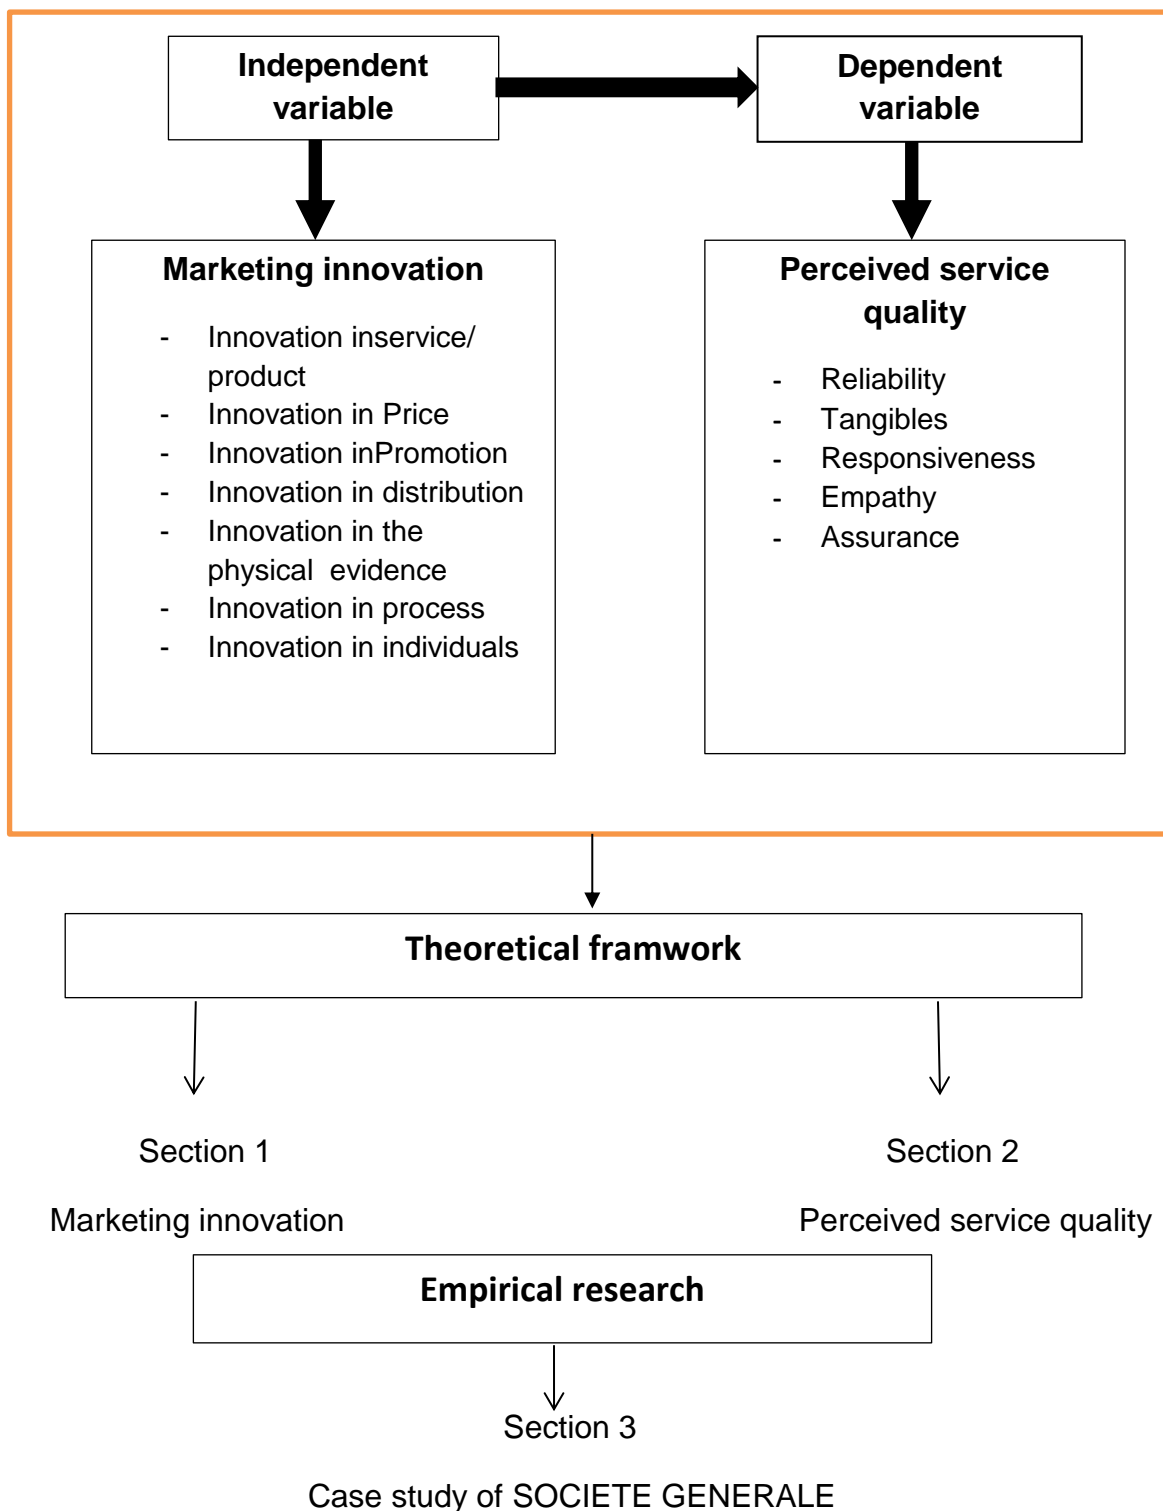 Independent
variable
Dependent
variable
Marketing innovation
- Innovation inservice/
product
- Innovation in Price
- Innovation inPromotion
- Innovation in distribution
- Innovation in the
physical evidence
- Innovation in process
- Innovation in individuals
Perceived service
quality
- Reliability
- Tangibles
- Responsiveness
- Empathy
- Assurance
Theoretical framwork
Section 1
Marketing innovation
Section 2
Perceived service quality
Empirical research
Section 3
Case study of SOCIETE GENERALE